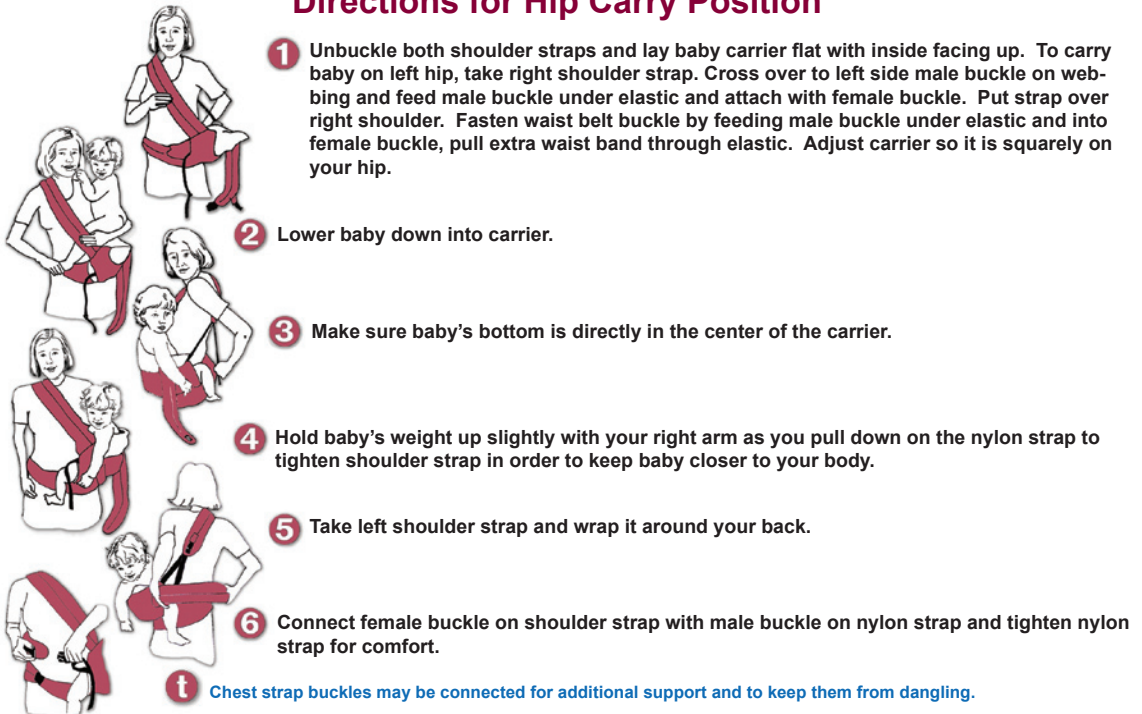 Directions for Hip Carry Position
1 Unbuckle both shoulder straps and lay baby carrier flat with inside facing up. To carry
baby on left hip, take right shoulder strap. Cross over to left side male buckle on web-
bing and feed male buckle under elastic and attach with female buckle. Put strap over
right shoulder. Fasten waist belt buckle by feeding male buckle under elastic and into
female buckle, pull extra waist band through elastic. Adjust carrier so it is squarely on
your hip.
2 Lower baby down into carrier.
3 Make sure baby's bottom is directly in the center of the carrier.
4 Hold baby's weight up slightly with your right arm as you pull down on the nylon strap to
tighten shoulder strap in order to keep baby closer to your body.
5 Take left shoulder strap and wrap it around your back.
6 Connect female buckle on shoulder strap with male buckle on nylon strap and tighten nylon
strap for comfort.
t Chest strap buckles may be connected for additional support and to keep them from dangling.